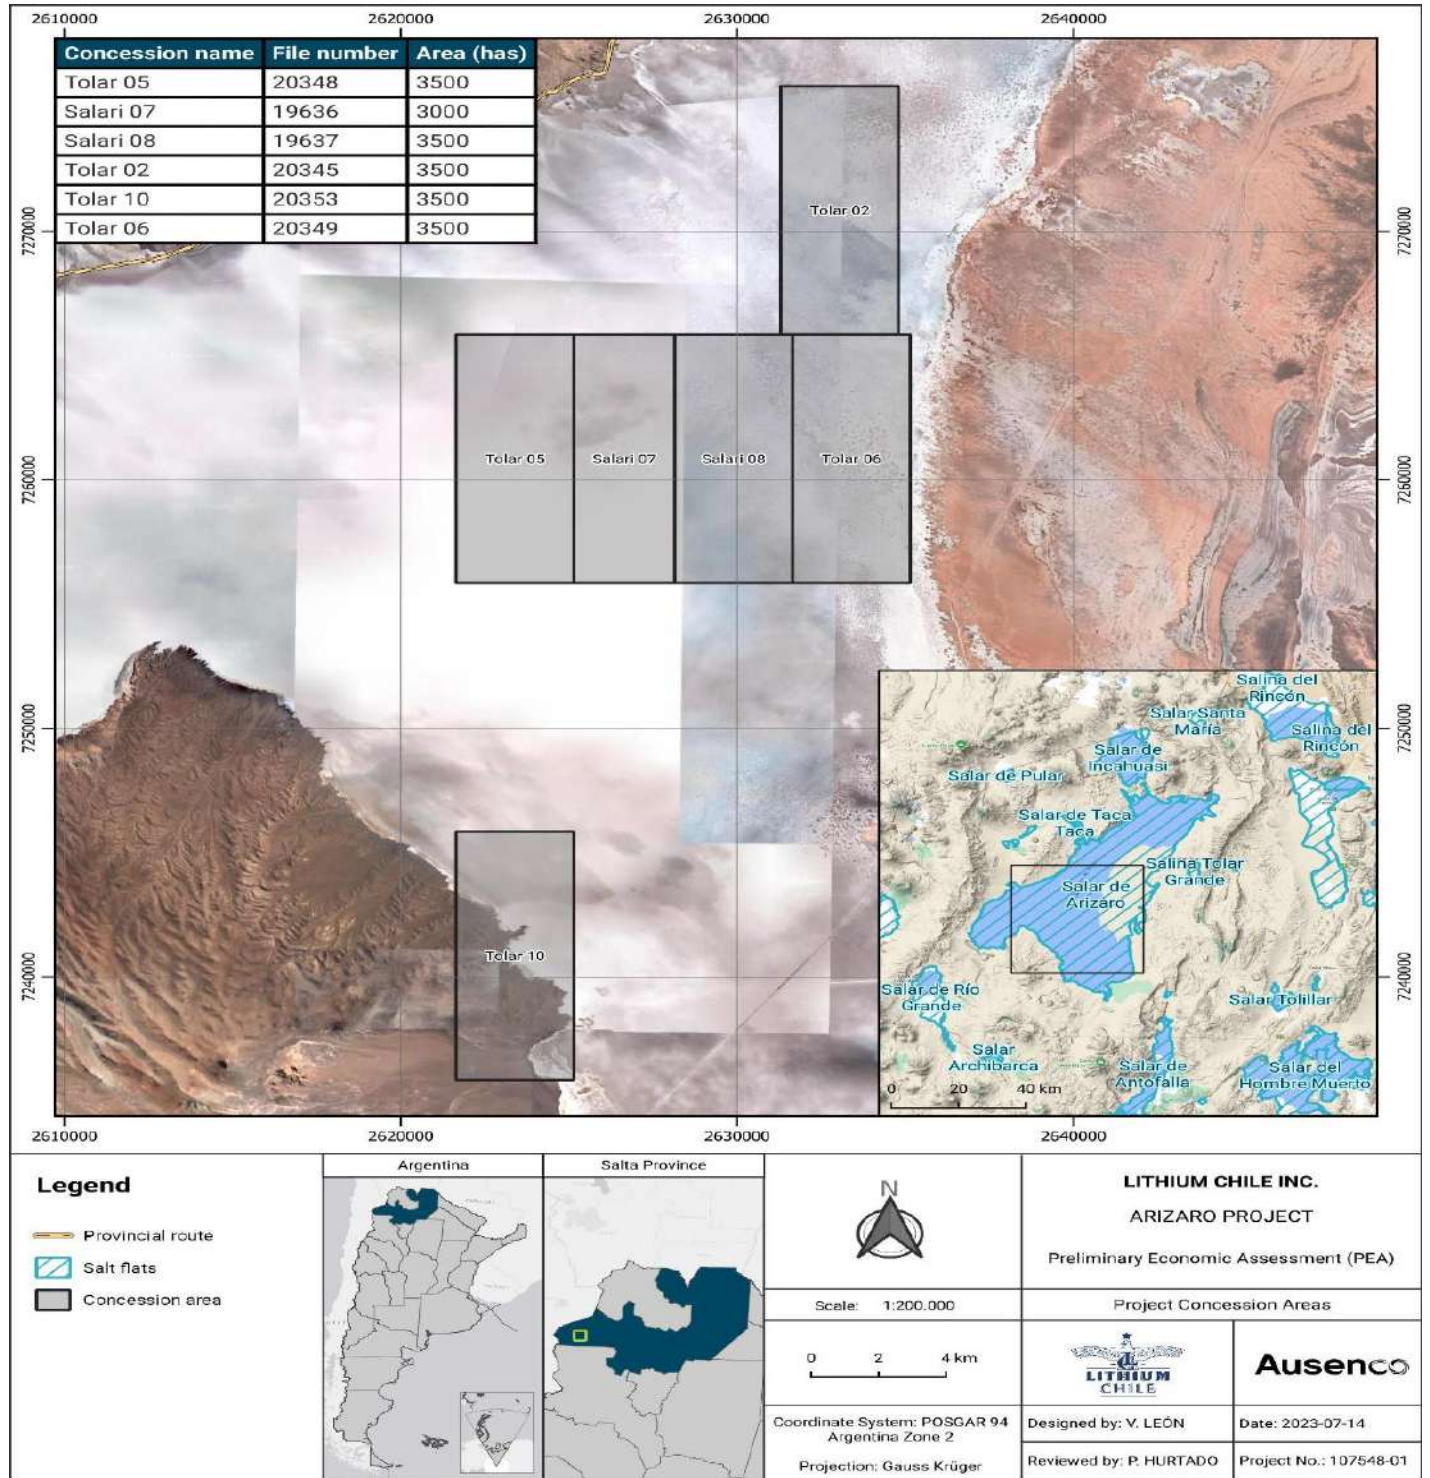 2610000 2620000 2630000 2640000
Concession name File number Area (has)
Tolar 05 20348 3500
Salari 07 19636 3000
Salari 08 19637 3500
Tolar 02 20345 3500
Tolar 10 20353 3500
Tolar 06 20349 3500
7270000
7260000
7250000
7240000
7270000
7260000
7250000
7240000
Tolar 02
Tolar 05 Salari 07 Salari 08 Tolar 06
Tolar 10
Salina del
Rincón
Salar Santa
María
Salina del
Rincón
Salar de
Incahuasi
Salar de Pular
Salar de Taca
Taca
Salina Tolar
Grande
Salar de
Arizaro
Salar de Río
Grande
Salar Tolillar
Salar
Archibarca
Salar de
Antofalla
Salar del
Hombre Muerto
0 20 40 km
2610000 2620000 2630000 2640000
Legend
Provincial route
Salt flats
Concession area
Argentina
Salta Province
N
Scale: 1:200.000
0 2 4 km
Coordinate System: POSGAR 94
Argentina Zone 2
Projection: Gauss Krüger
LITHIUM CHILE INC.
ARIZARO PROJECT
Preliminary Economic Assessment (PEA)
Project Concession Areas
LITHIUM
CHILE
Ausenco
Designed by: V. LEÓN
Date: 2023-07-14
Reviewed by: P. HURTADO
Project No.: 107548-01